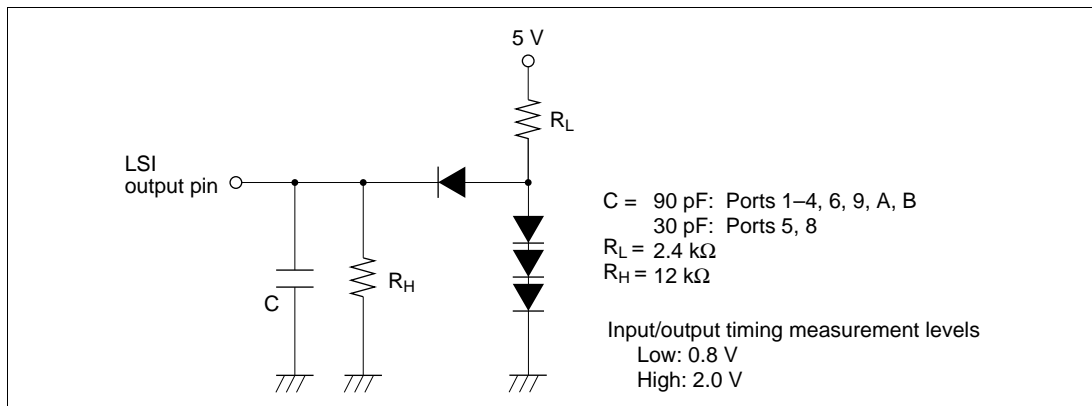 5 V
R_L
LSI
output pin
C
R_H
C = 90 pF: Ports 1–4, 6, 9, A, B
30 pF: Ports 5, 8
R_L = 2.4 kΩ
R_H = 12 kΩ
Input/output timing measurement levels
Low: 0.8 V
High: 2.0 V